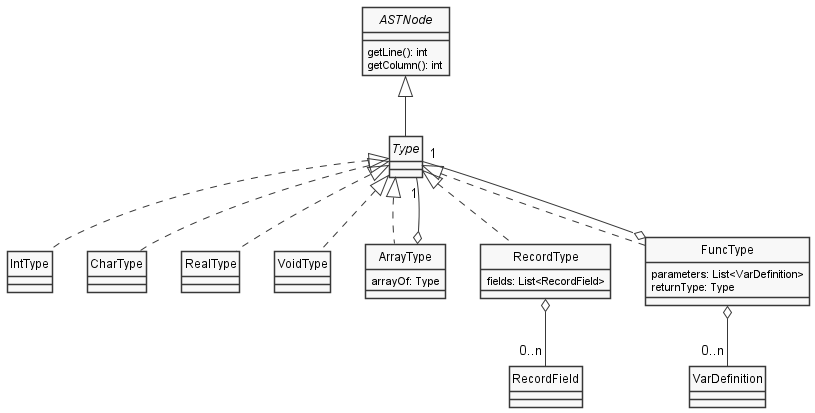 ASTNode
getLine(): int
getColumn(): int
Type
1
1
IntType
CharType
RealType
VoidType
ArrayType
arrayOf: Type
RecordType
fields: List<RecordField>
FuncType
parameters: List<VarDefinition>
returnType: Type
0..n
0..n
RecordField
VarDefinition